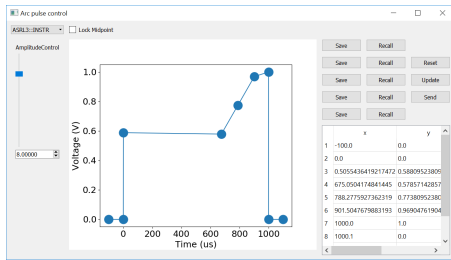 Arc pulse control
ASRL3::INSTR
Lock Midpoint
AmplitudeControl
8.00000
Voltage (V)
1.0
0.8
0.6
0.4
0.2
0.0
0 200 400 600 800 1000
Time (us)
Save Recall
Save Recall Reset
Save Recall Update
Save Recall Send
Save Recall
x y
1 -100.0 0.0
2 0.0 0.0
3 0.5055436419217472 0.58809523809
4 675.0504174841445 0.57857142857
5 788.2775927362319 0.77380952380
6 901.5047679883193 0.96904761904
7 1000.0 1.0
8 1000.1 0.0